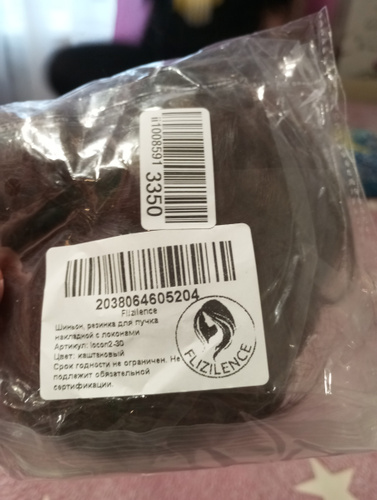 11008591 3350
2038064605204
Flizilence
Шиньон, резинка для пучка
накладной с локонами
Артикул: locon2-30
Цвет: каштановый
Срок годности не ограничен. Не
подлежит обязательной
сертификации.
FLIZILENCE